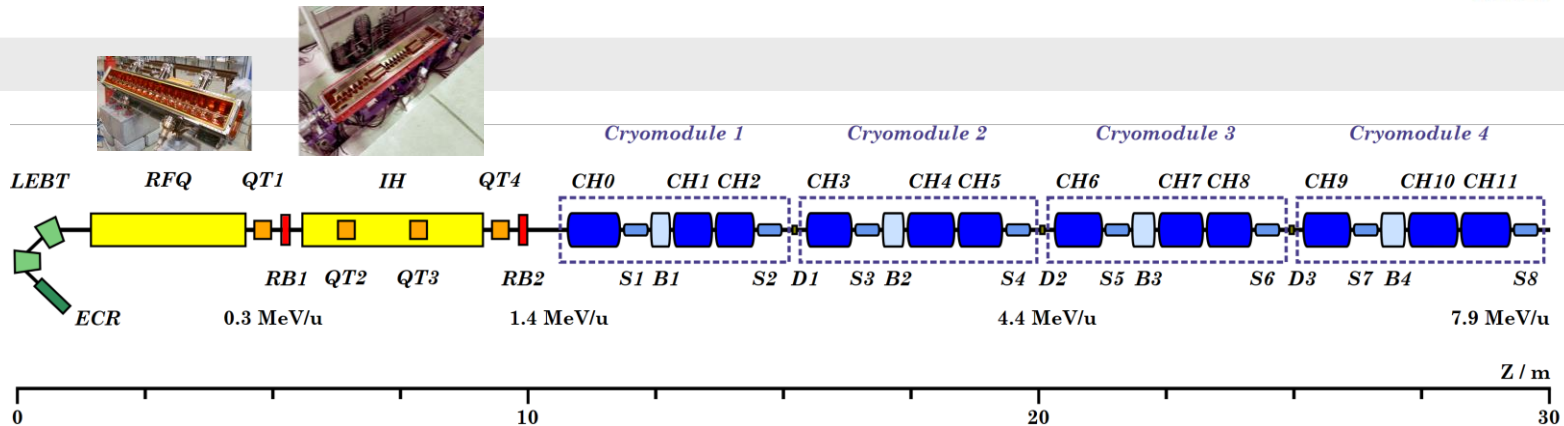 Cryomodule 1 Cryomodule 2 Cryomodule 3 Cryomodule 4
LEBT RFQ QT1 IH QT4 CH0 CH1 CH2 CH3 CH4 CH5 CH6 CH7 CH8 CH9 CH10 CH11
RB1 QT2 QT3 RB2 S1 B1 S2 D1 S3 B2 S4 D2 S5 B3 S6 D3 S7 B4 S8
ECR 0.3 MeV/u 1.4 MeV/u 4.4 MeV/u 7.9 MeV/u
Z / m
0 10 20 30